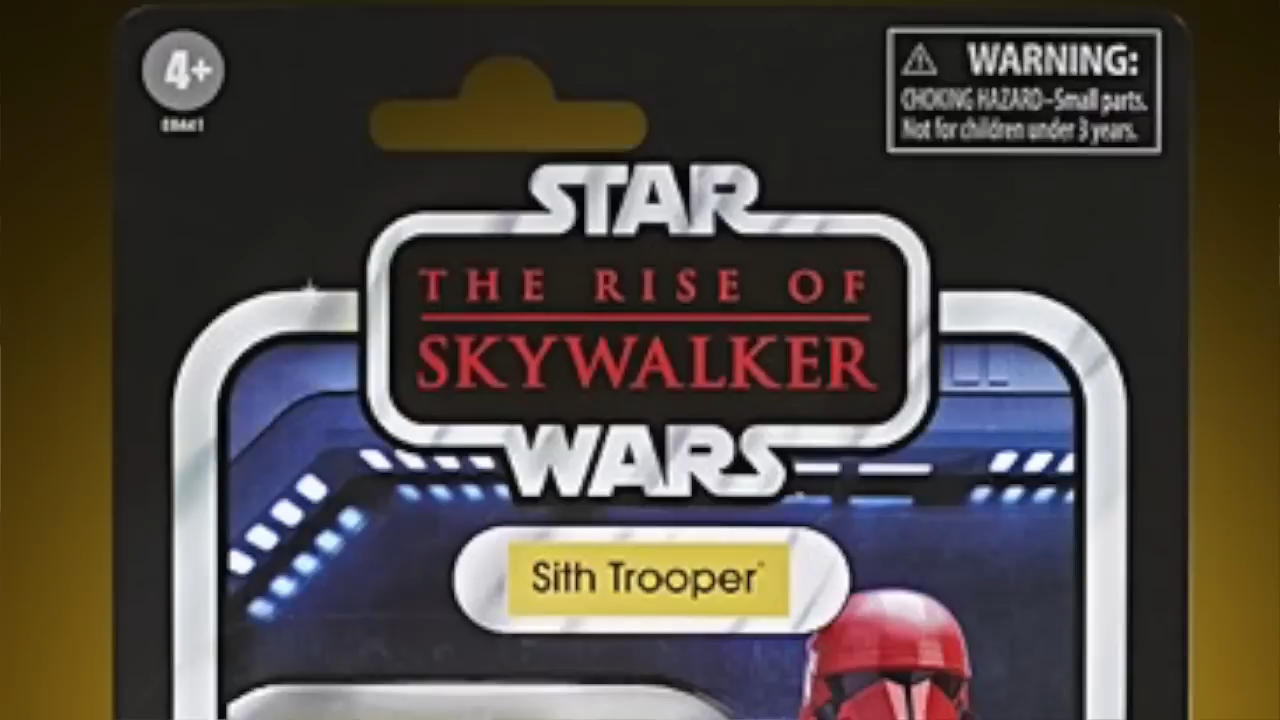 4+
WARNING:
CHOKING HAZARD–Small parts.
Not for children under 3 years.
STAR
THE RISE OF
SKYWALKER
WARS
Sith Trooper